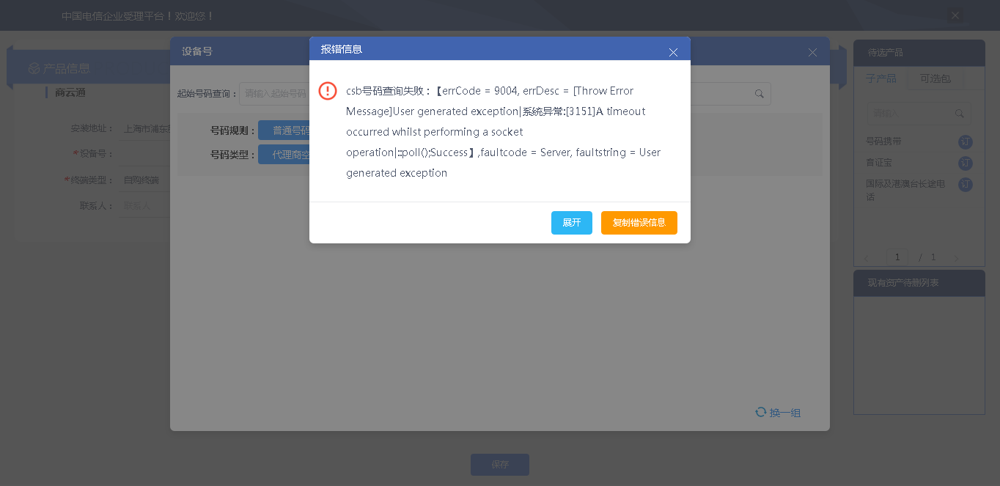 中国电信企业受理平台！欢迎您！
产品信息
商云通
安装地址：
上海市浦东
*设备号：
*终端类型：
自购终端
联系人：
联系人
设备号
起始号码查询：
请输入起始号码
号码规则：
普通号码
号码类型：
代理商空
换一组
保存
报错信息
csb号码查询失败：【errCode = 9004, errDesc = [Throw Error
Message]User generated exception|系统异常:[3151]A timeout
occurred whilst performing a socket
operation|::poll();Success】,faultcode = Server, faultstring = User
generated exception
展开
复制错误信息
待选产品
子产品
可选包
请输入
号码携带
订
音证宝
订
国际及港澳台长途电
话
订
1 / 1
现有资产待删列表